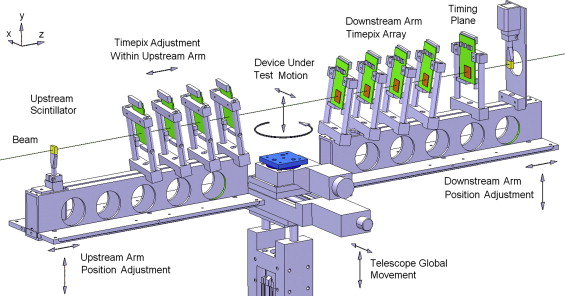 y
x
z
Timepix Adjustment
Within Upstream Arm
Downstream Arm
Timepix Array
Timing
Plane
Device Under
Test Motion
Upstream
Scintillator
Beam
Downstream Arm
Position Adjustment
Upstream Arm
Position Adjustment
Telescope Global
Movement